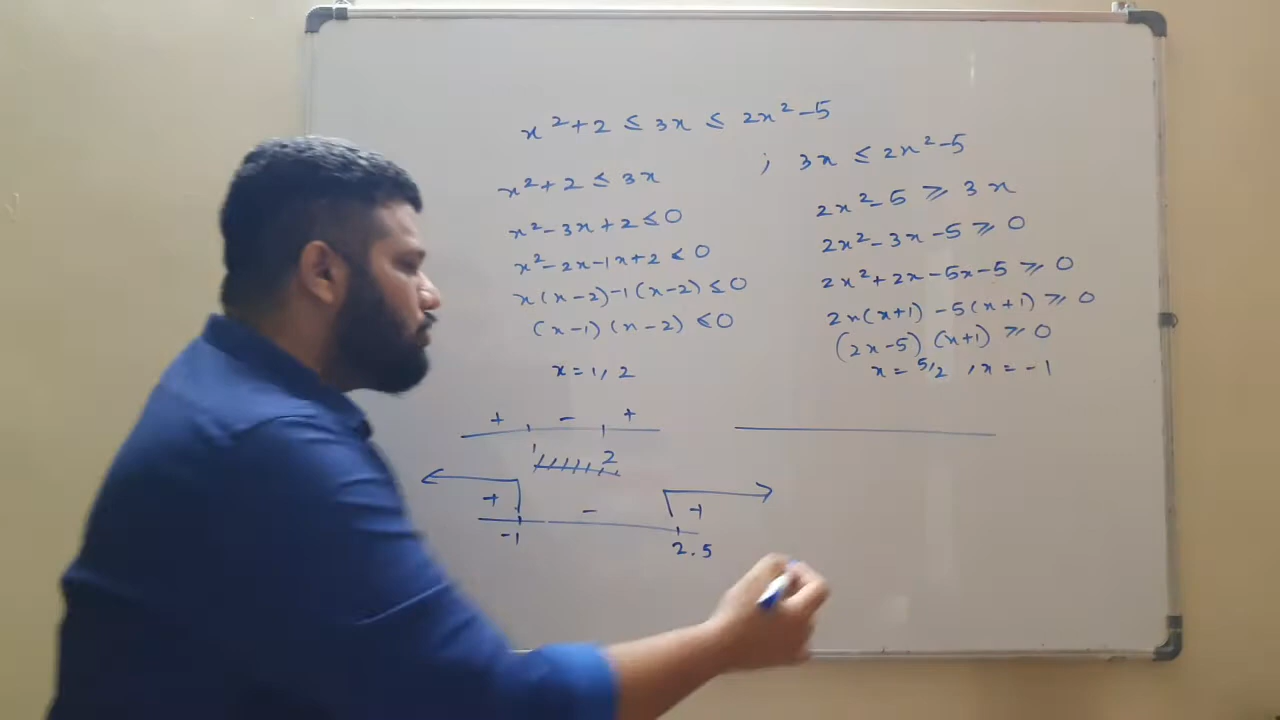 x²+2 ≤ 3x ≤ 2x²-5
x²+2 ≤ 3x
x²-3x+2 ≤ 0
x²-2x-1x+2 < 0
x(x-2)-1(x-2) ≤ 0
(x-1)(x-2) ≤ 0
x = 1, 2
; 3x ≤ 2x²-5
2x²-5 ⩾ 3x
2x²-3x-5 ⩾ 0
2x²+2x-5x-5 ⩾ 0
2x(x+1)-5(x+1) ⩾ 0
(2x-5)(x+1) ⩾ 0
x = 5/2, x = -1
+ - +
1 2
+ - +
-1 2.5